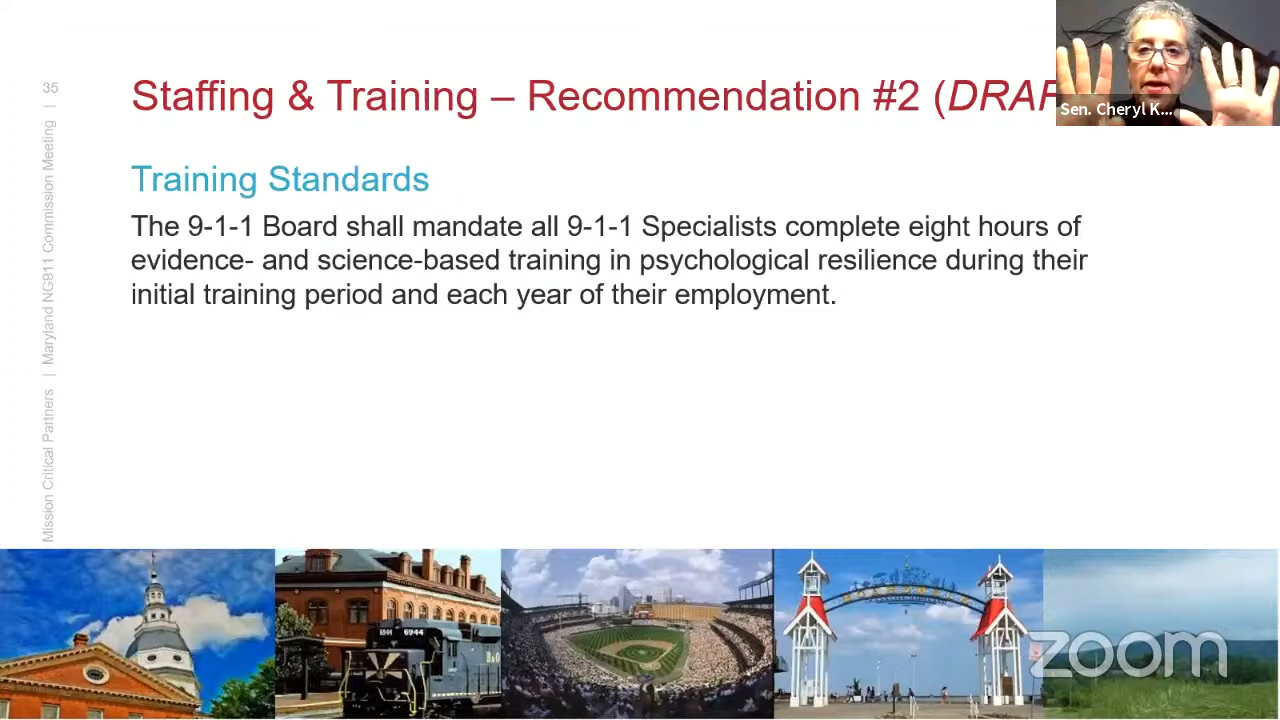 35
Mission Critical Partners | Maryland NG911 Commission Meeting |
Staffing & Training – Recommendation #2 (DRAF
Sen. Cheryl K...
Training Standards
The 9-1-1 Board shall mandate all 9-1-1 Specialists complete eight hours of
evidence- and science-based training in psychological resilience during their
initial training period and each year of their employment.
6944
zoom